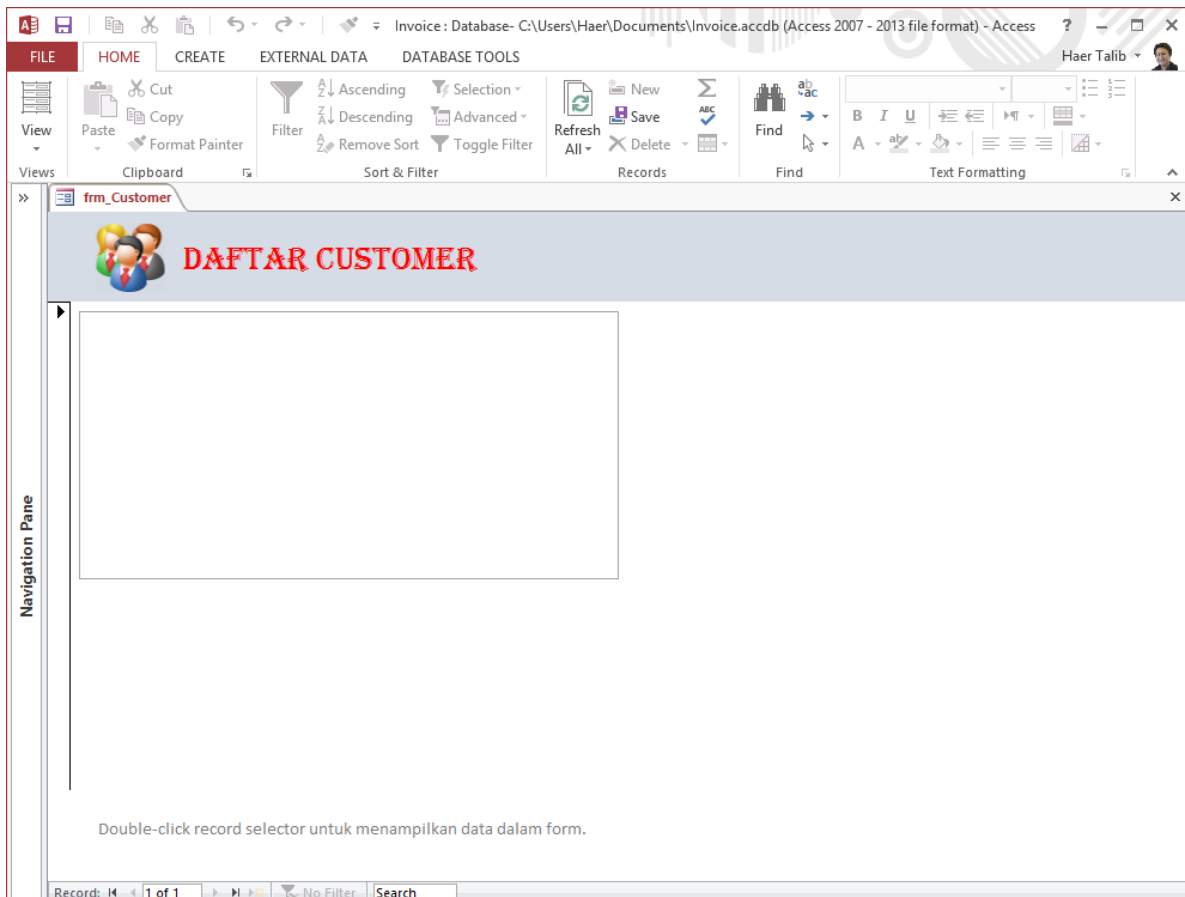 Invoice : Database- C:\Users\Haer\Documents\Invoice.accdb (Access 2007 - 2013 file format) - Access ?
FILE HOME CREATE EXTERNAL DATA DATABASE TOOLS Haer Talib
View
Paste
Cut
Copy
Format Painter
Filter
Ascending
Descending
Remove Sort
Selection
Advanced
Toggle Filter
Refresh
All
New
Save
Delete
ABC
Find
ab
ac
B I U
A
Views Clipboard Sort & Filter Records Find Text Formatting
frm_Customer
DAFTAR CUSTOMER
Navigation Pane
Double-click record selector untuk menampilkan data dalam form.
Record: 1 of 1 No Filter Search